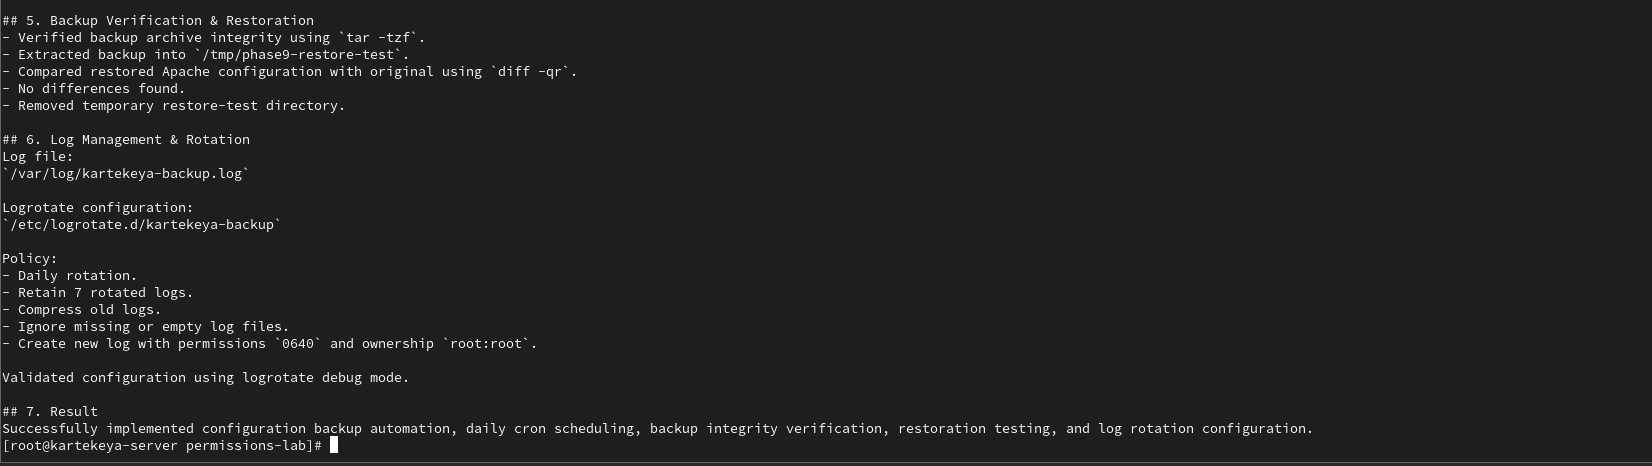 ## 5. Backup Verification & Restoration
- Verified backup archive integrity using `tar -tzf`.
- Extracted backup into `/tmp/phase9-restore-test`.
- Compared restored Apache configuration with original using `diff -qr`.
- No differences found.
- Removed temporary restore-test directory.

## 6. Log Management & Rotation
Log file:
`/var/log/kartekeya-backup.log`

Logrotate configuration:
`/etc/logrotate.d/kartekeya-backup`

Policy:
- Daily rotation.
- Retain 7 rotated logs.
- Compress old logs.
- Ignore missing or empty log files.
- Create new log with permissions `0640` and ownership `root:root`.

Validated configuration using logrotate debug mode.

## 7. Result
Successfully implemented configuration backup automation, daily cron scheduling, backup integrity verification, restoration testing, and log rotation configuration.
[root@kartekeya-server permissions-lab]#